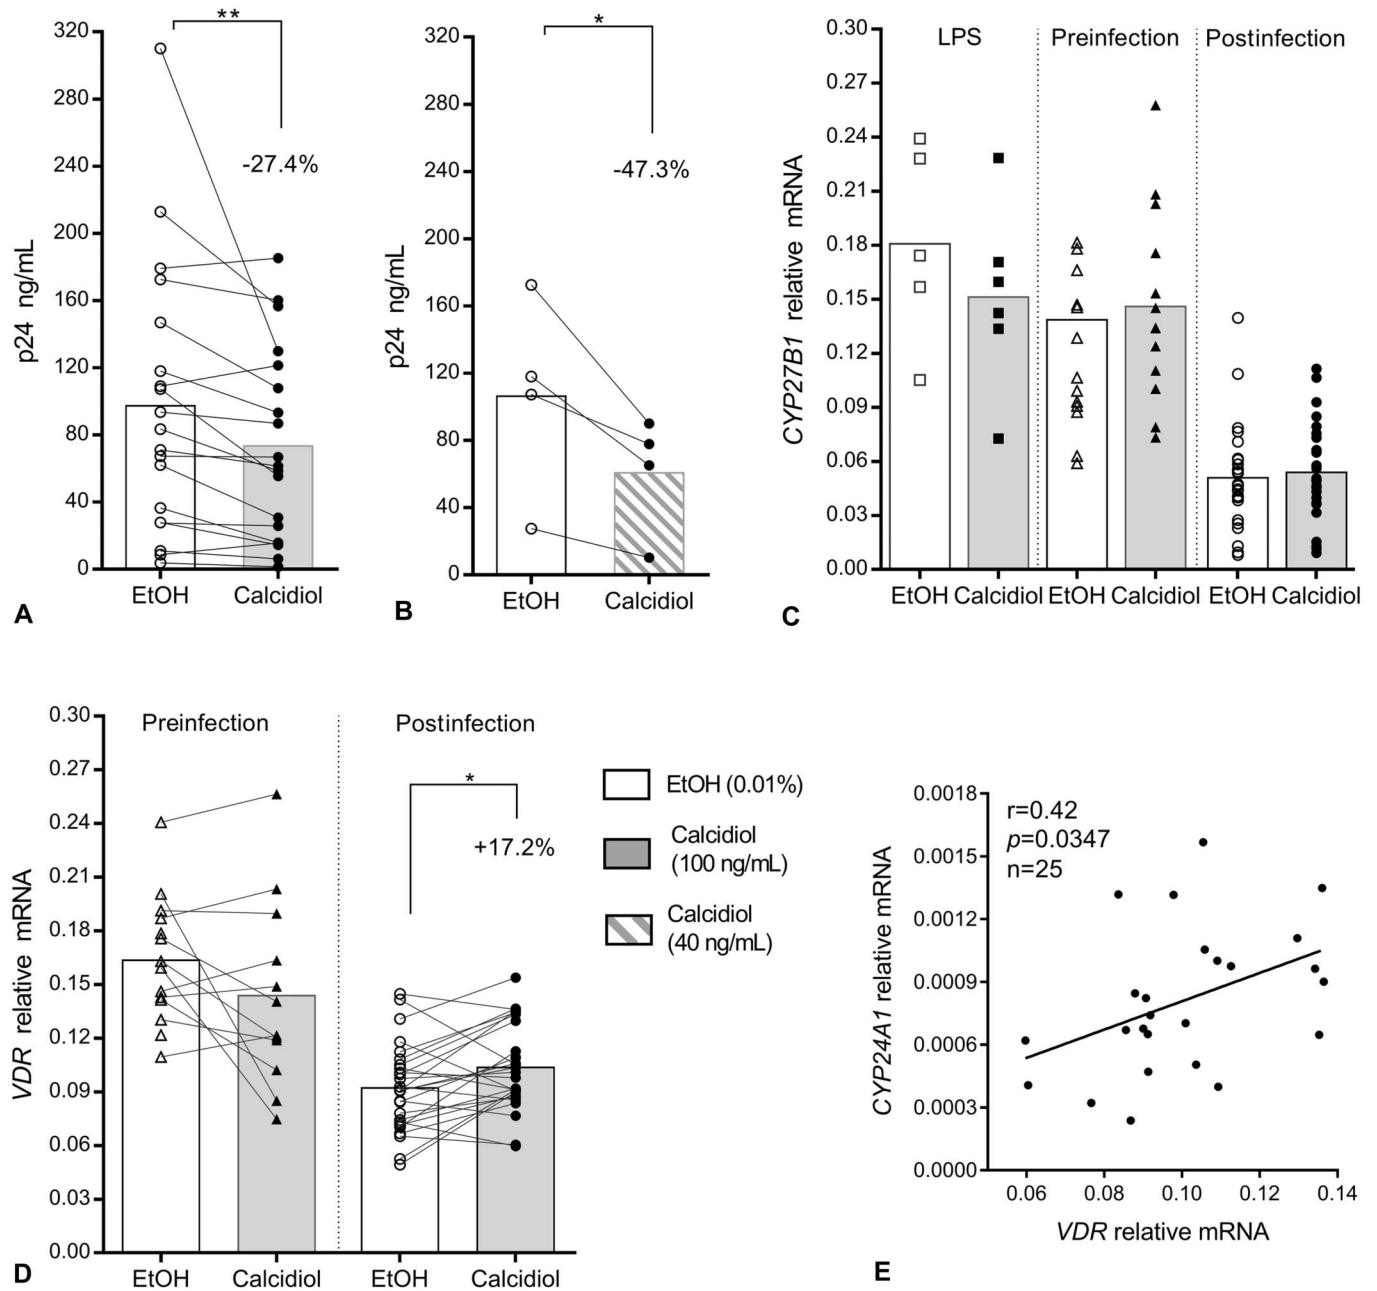 **
320
280
240
200
160
120
80
40
0
p24 ng/mL
-27.4%
EtOH Calcidiol
A
*
320
280
240
200
160
120
80
40
0
p24 ng/mL
-47.3%
EtOH Calcidiol
B
0.30
0.27
0.24
0.21
0.18
0.15
0.12
0.09
0.06
0.03
0.00
CYP27B1 relative mRNA
LPS Preinfection Postinfection
EtOH Calcidiol EtOH Calcidiol EtOH Calcidiol
C
0.30
0.27
0.24
0.21
0.18
0.15
0.12
0.09
0.06
0.03
0.00
VDR relative mRNA
Preinfection Postinfection
*
+17.2%
EtOH Calcidiol EtOH Calcidiol
D
EtOH (0.01%)
Calcidiol
(100 ng/mL)
Calcidiol
(40 ng/mL)
0.0018
0.0015
0.0012
0.0009
0.0006
0.0003
0.0000
CYP24A1 relative mRNA
r=0.42
p=0.0347
n=25
0.06 0.08 0.10 0.12 0.14
VDR relative mRNA
E